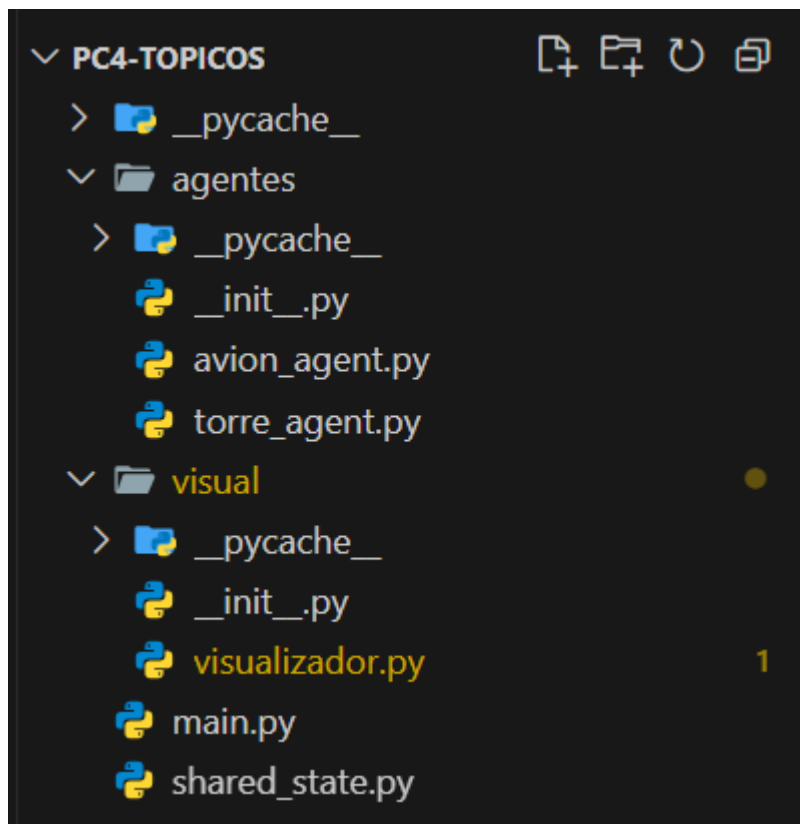 PC4-TOPICOS
__pycache__
agentes
__pycache__
__init__.py
avion_agent.py
torre_agent.py
visual
__pycache__
__init__.py
visualizador.py 1
main.py
shared_state.py